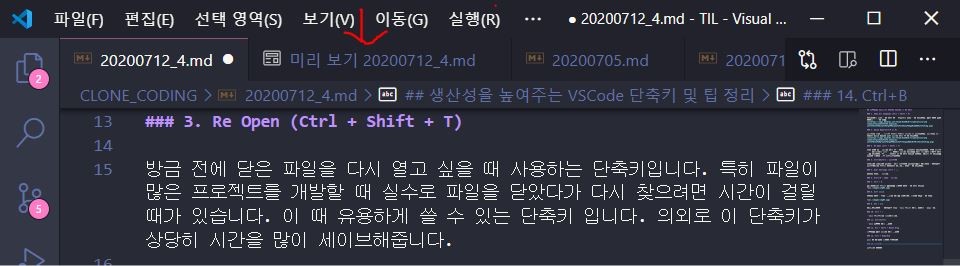 파일(F) 편집(E) 선택 영역(S) 보기(V) 이동(G) 실행(R) ··· ● 20200712_4.md - TIL - Visual ...
20200712_4.md ● 미리 보기 20200712_4.md 20200705.md 2020071
2
CLONE_CODING > 20200712_4.md > abc ## 생산성을 높여주는 VSCode 단축키 및 팁 정리 > abc ### 14. Ctrl+B
13 ### 3. Re Open (Ctrl + Shift + T)
14
15 방금 전에 닫은 파일을 다시 열고 싶을 때 사용하는 단축키입니다. 특히 파일이
많은 프로젝트를 개발할 때 실수로 파일을 닫았다가 다시 찾으려면 시간이 걸릴
5
때가 있습니다. 이 때 유용하게 쓸 수 있는 단축키 입니다. 의외로 이 단축키가
상당히 시간을 많이 세이브해줍니다.
16